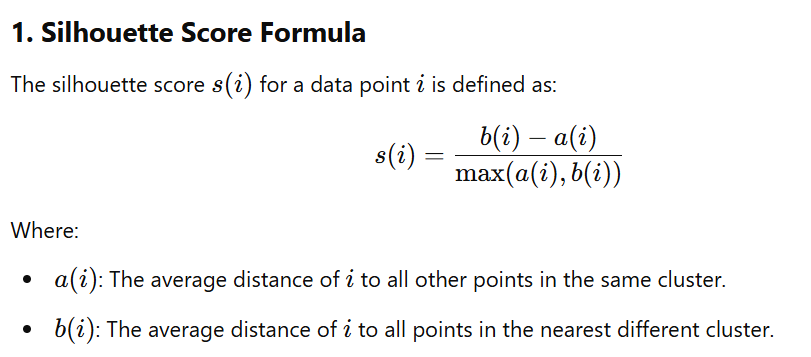 1. Silhouette Score Formula
The silhouette score s(i) for a data point i is defined as:
s(i) = \frac{b(i) − a(i)}{max(a(i), b(i))}
Where:
• a(i): The average distance of i to all other points in the same cluster.
• b(i): The average distance of i to all points in the nearest different cluster.